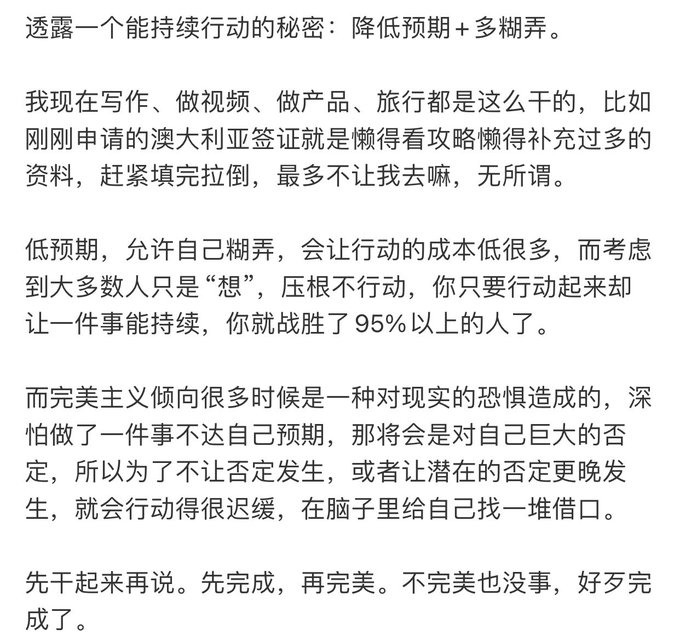 透露一个能持续行动的秘密：降低预期+多糊弄。
我现在写作、做视频、做产品、旅行都是这么干的，比如
刚刚申请的澳大利亚签证就是懒得看攻略懒得补充过多的
资料，赶紧填完拉倒，最多不让我去嘛，无所谓。
低预期，允许自己糊弄，会让行动的成本低很多，而考虑
到大多数人只是“想”，压根不行动，你只要行动起来却
让一件事能持续，你就战胜了95%以上的人了。
而完美主义倾向很多时候是一种对现实的恐惧造成的，深
怕做了一件事不达自己预期，那将会是对自己巨大的否
定，所以为了不让否定发生，或者让潜在的否定更晚发
生，就会行动得很迟缓，在脑子里给自己找一堆借口。
先干起来再说。先完成，再完美。不完美也没事，好歹完
成了。